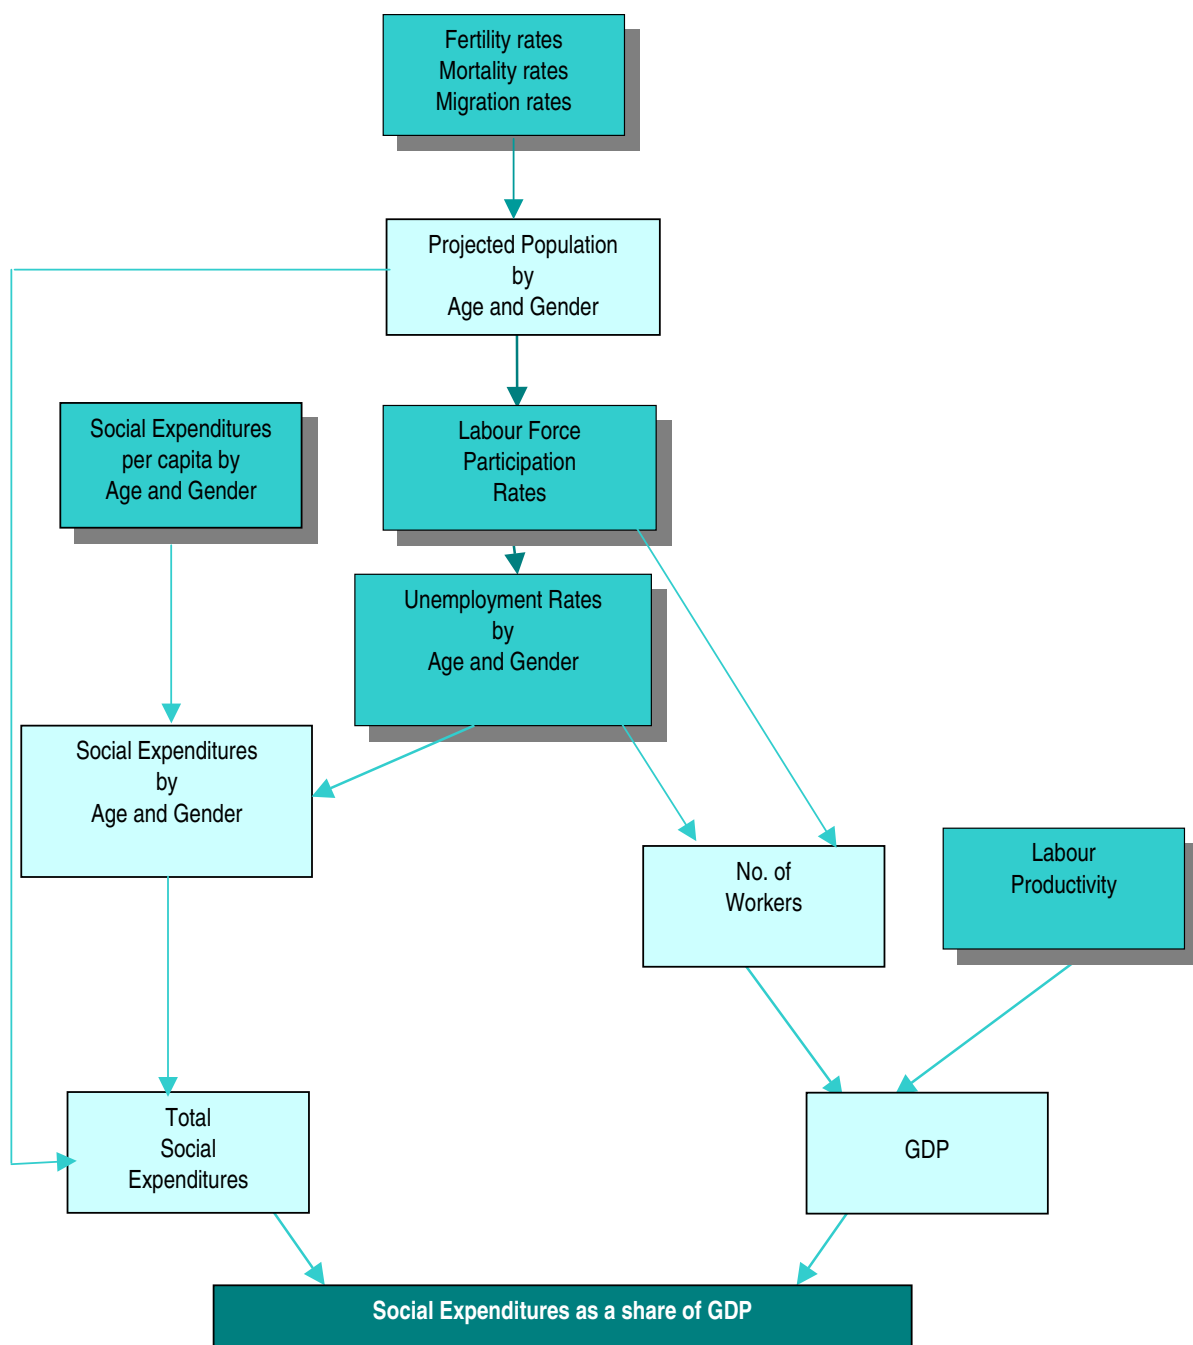 Fertility rates
Mortality rates
Migration rates
Projected Population
by
Age and Gender
Social Expenditures
per capita by
Age and Gender
Labour Force
Participation
Rates
Unemployment Rates
by
Age and Gender
Social Expenditures
by
Age and Gender
No. of
Workers
Labour
Productivity
Total
Social
Expenditures
GDP
Social Expenditures as a share of GDP